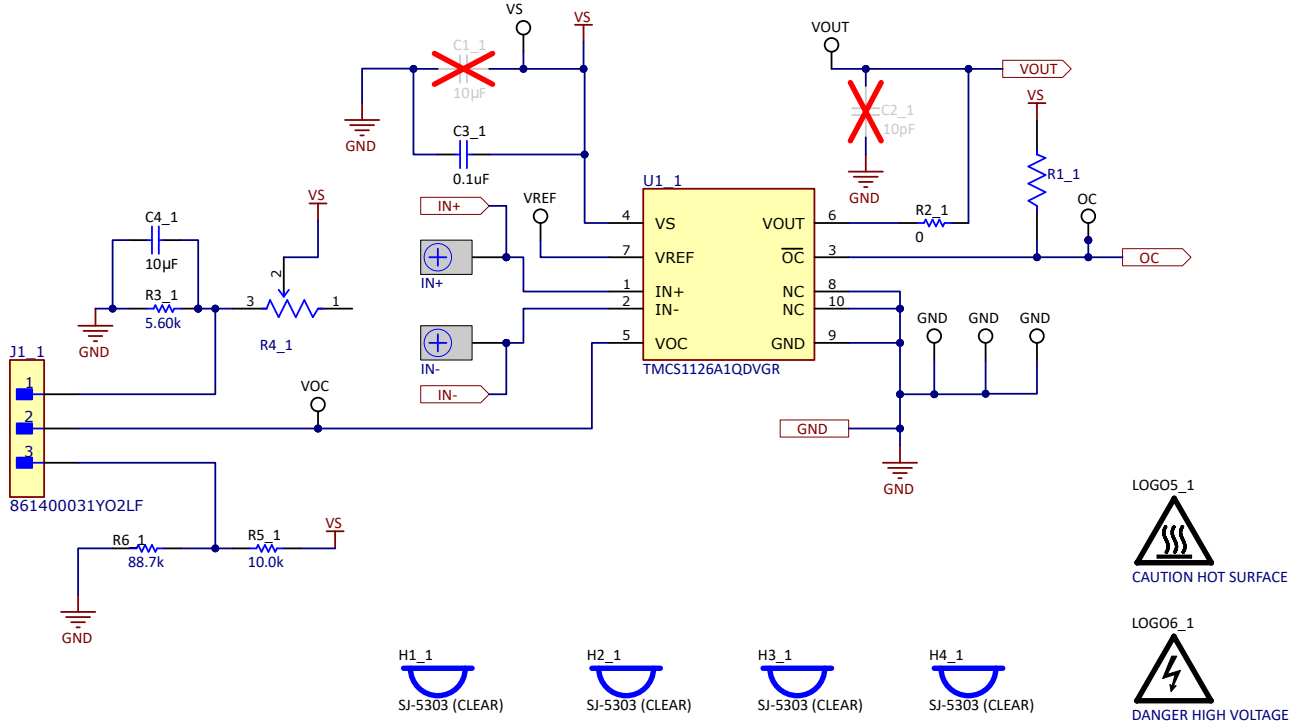 VS
VS
C1_1
10µF
GND
C3_1
0.1uF
VOUT
VOUT
C2_1
10pF
GND
VS
R1_1
OC
OC
U1_1
4 VS
7 VREF
1 IN+
2 IN-
5 VOC
VOUT 6
OC 3
NC 8
NC 10
GND 9
TMCS1126A1QDVGR
R2_1
0
IN+
IN+
VREF
IN-
IN-
C4_1
10µF
R3_1
5.60k
GND
VS
2
3
1
R4_1
J1_1
1
2
3
861400031YO2LF
VOC
R6_1
88.7k
R5_1
10.0k
VS
GND
GND
GND
GND
GND
GND
LOGO5_1
CAUTION HOT SURFACE
LOGO6_1
DANGER HIGH VOLTAGE
H1_1
SJ-5303 (CLEAR)
H2_1
SJ-5303 (CLEAR)
H3_1
SJ-5303 (CLEAR)
H4_1
SJ-5303 (CLEAR)